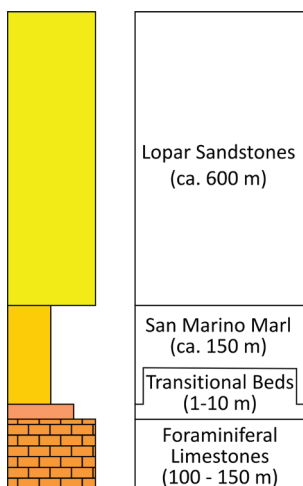 Lopar Sandstones
(ca. 600 m)
San Marino Marl
(ca. 150 m)
Transitional Beds
(1-10 m)
Foraminiferal
Limestones
(100 - 150 m)